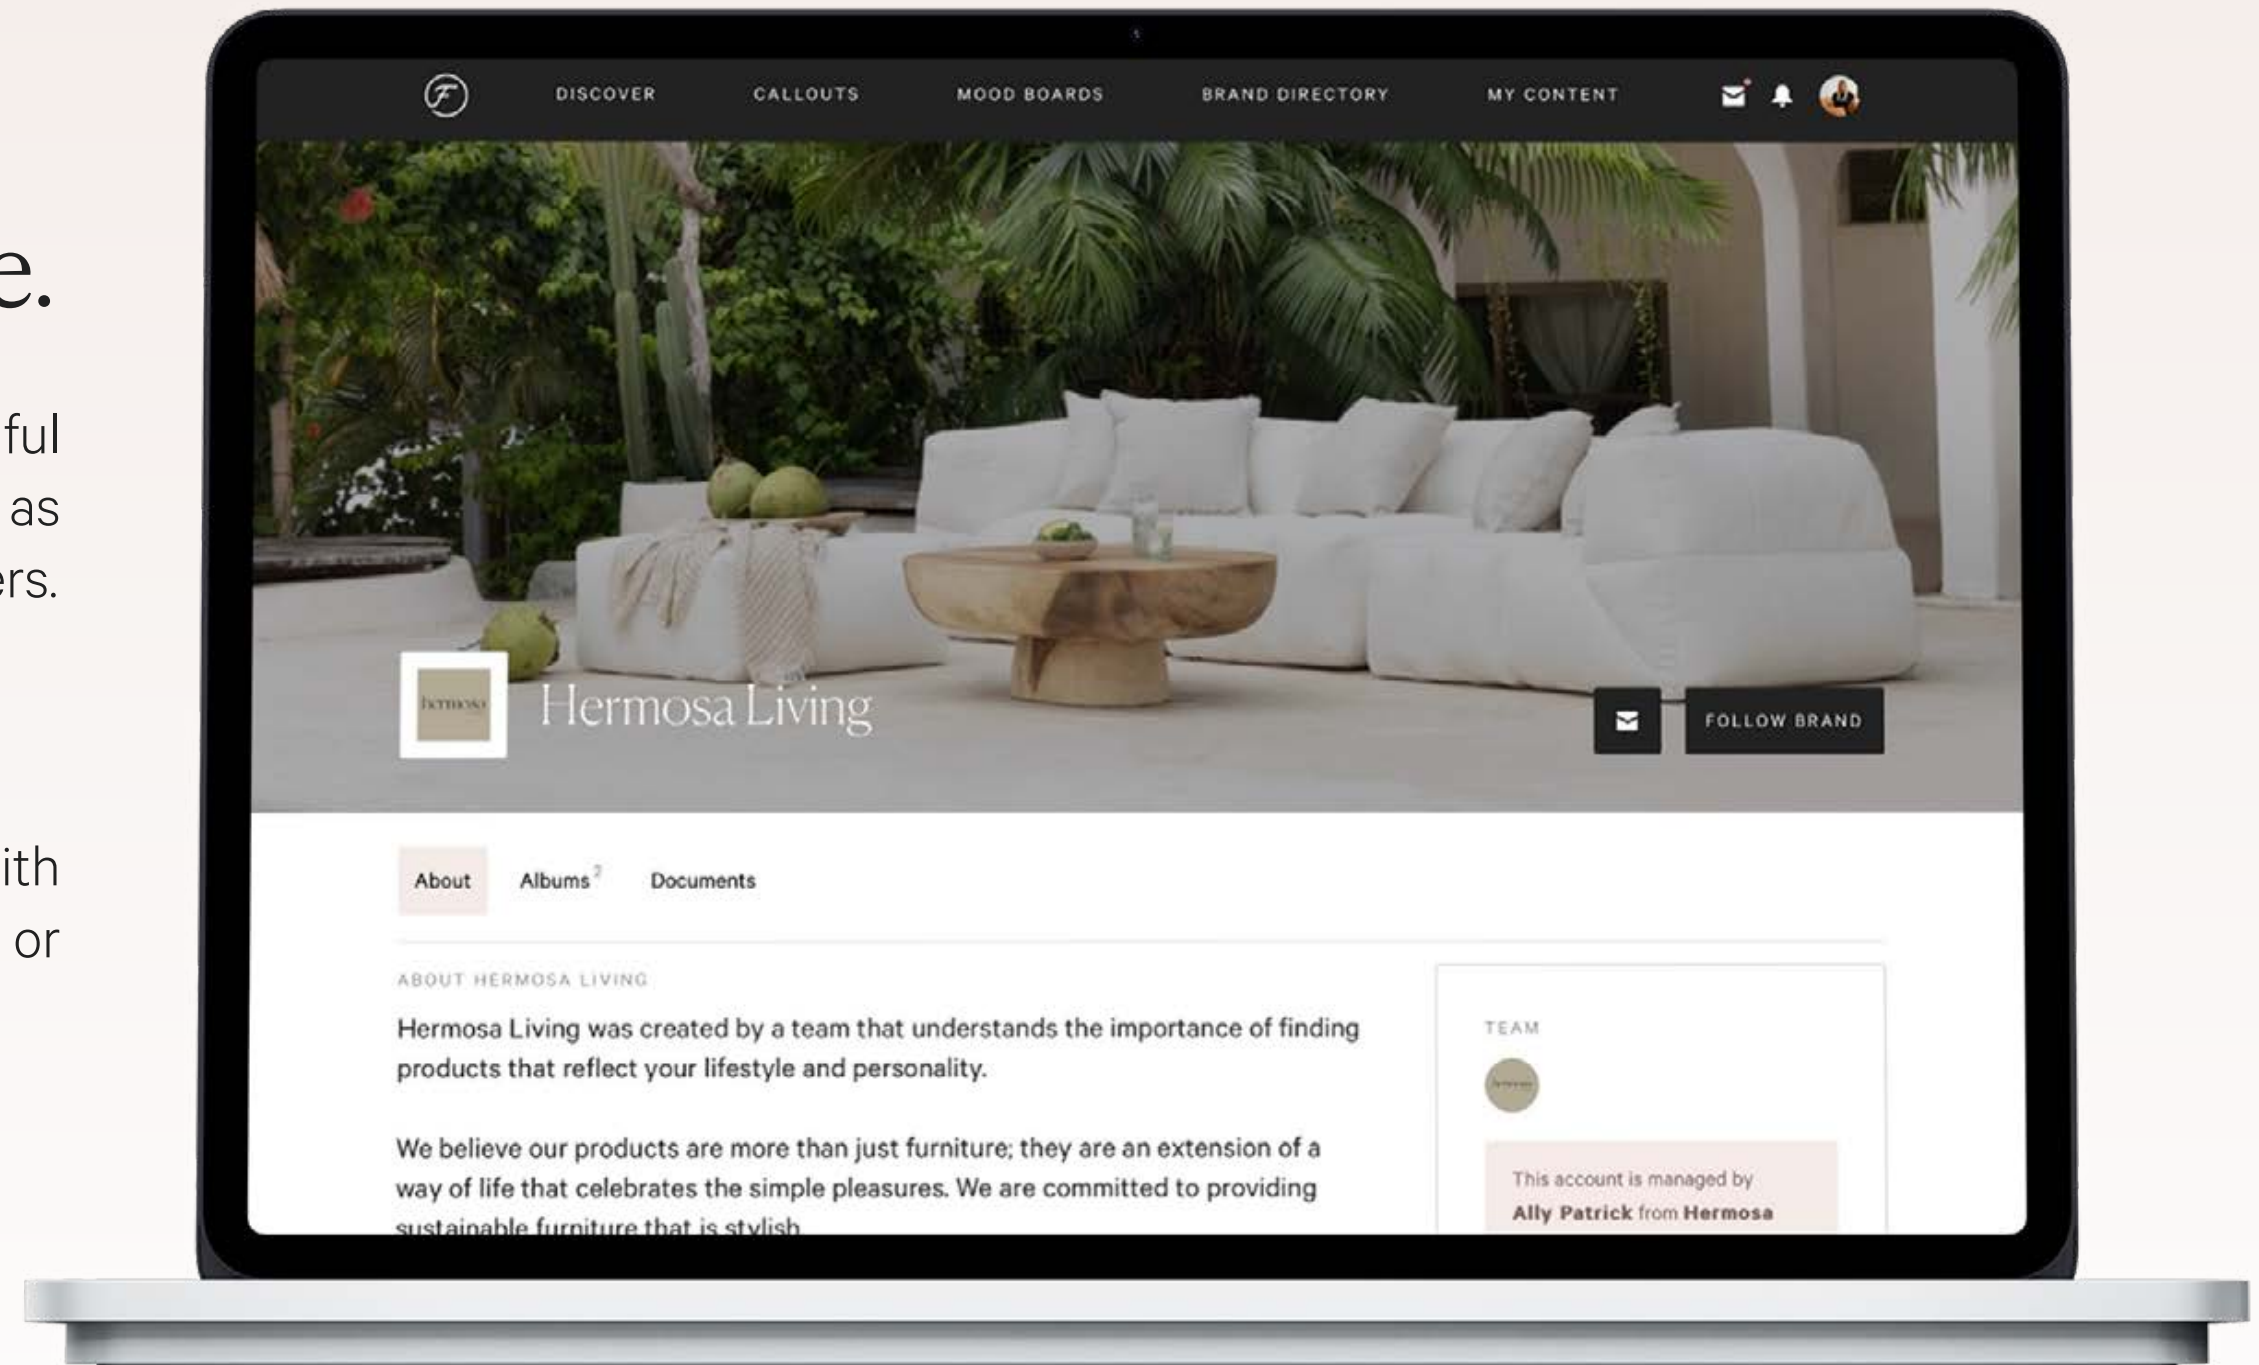 e.
ful
as
ers.
ith
or
F
DISCOVER CALLOUTS MOOD BOARDS BRAND DIRECTORY MY CONTENT
hermosa
Hermosa Living
FOLLOW BRAND
About Albums 2 Documents
ABOUT HERMOSA LIVING
Hermosa Living was created by a team that understands the importance of finding
products that reflect your lifestyle and personality.
We believe our products are more than just furniture; they are an extension of a
way of life that celebrates the simple pleasures. We are committed to providing
sustainable furniture that is stylish
TEAM
This account is managed by
Ally Patrick from Hermosa